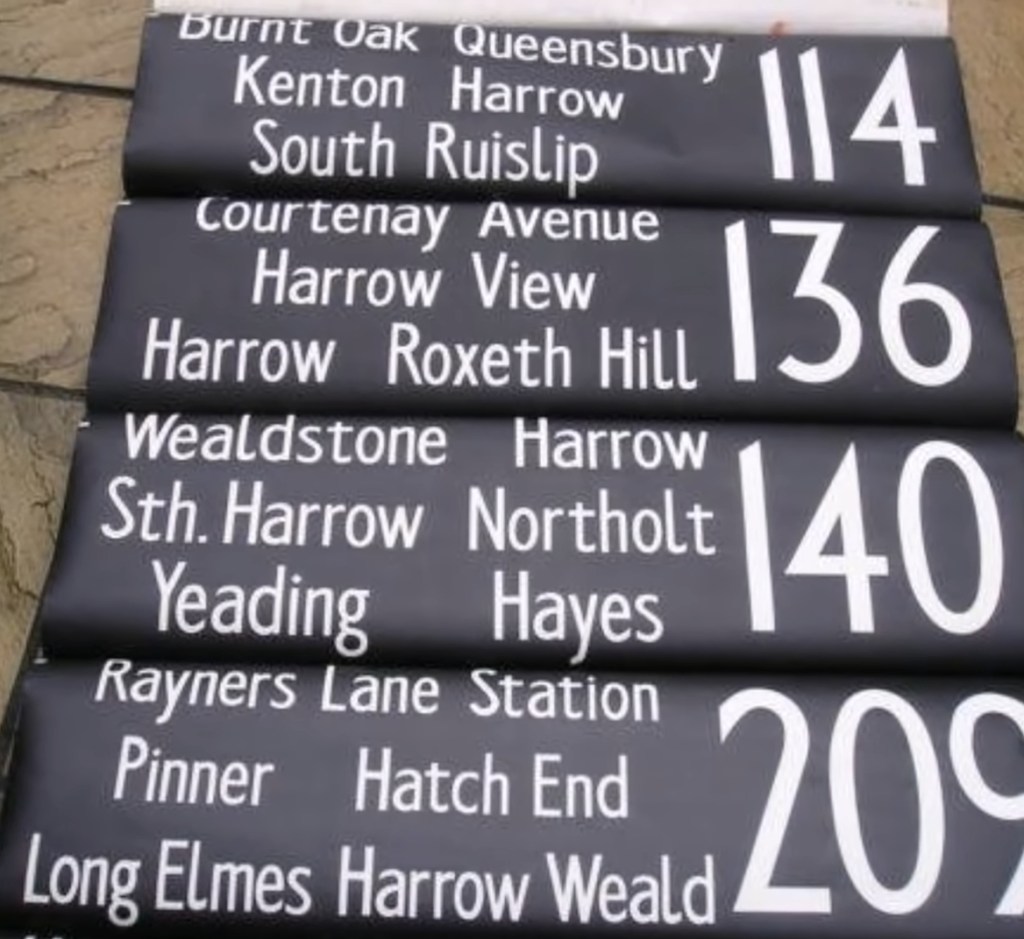 Burnt Oak Queensbury
Kenton Harrow 114
South Ruislip
Courtenay Avenue
Harrow View 136
Harrow Roxeth Hill
Wealdstone Harrow
Sth. Harrow Northolt 140
Yeading Hayes
Rayners Lane Station
Pinner Hatch End 209
Long Elmes Harrow Weald